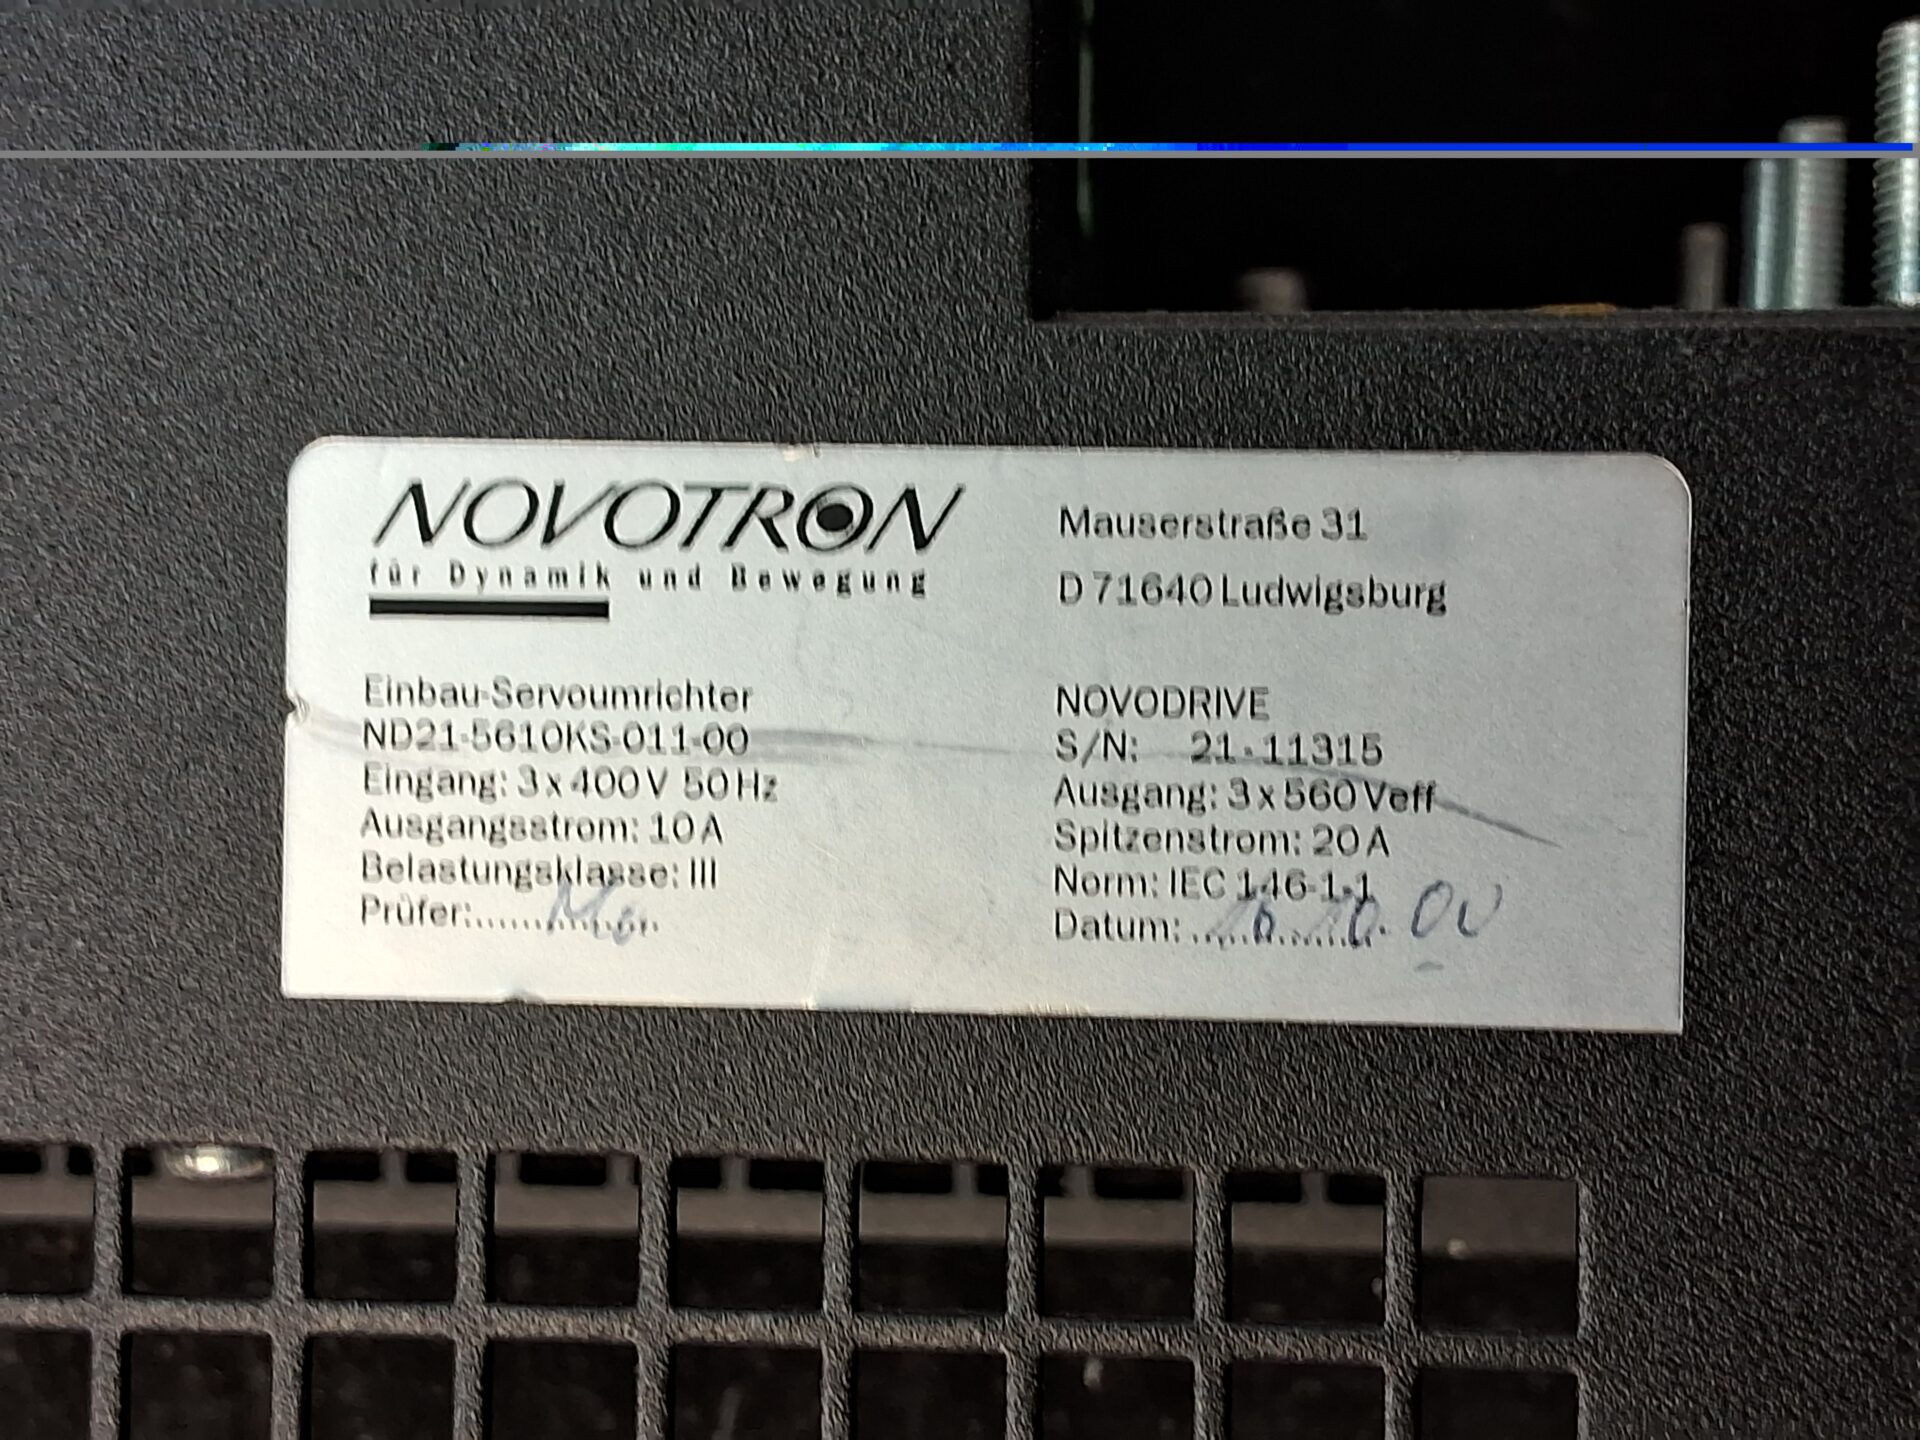 NOVOTRON
für Dynamik und Bewegung
Mauserstraße 31
D 71640 Ludwigsburg
Einbau-Servoumrichter
ND21-5610KS-011-00
Eingang: 3 x 400 V 50 Hz
Ausgangsstrom: 10 A
Belastungsklasse: III
Prüfer:
NOVODRIVE
S/N: 21-11315
Ausgang: 3 x 560 Veff
Spitzenstrom: 20 A
Norm: IEC 146-1-1
Datum: